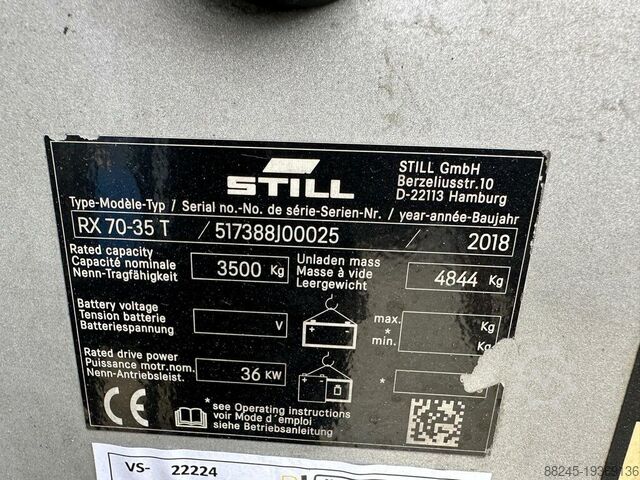 STILL
STILL GmbH
Berzeliusstr.10
D-22113 Hamburg
Type-Modèle-Typ / Serial no.-No. de série-Serien-Nr. / year-année-Baujahr
RX 70-35 T / 517388J00025 / 2018
Rated capacity
Capacité nominale
Nenn-Tragfähigkeit
3500 Kg
Unladen mass
Masse à vide
Leergewicht
4844 Kg
Battery voltage
Tension batterie
Batteriespannung
V
max.
*
min.
Kg
Kg
Rated drive power
Puissance motr.nom.
Nenn-Antriebsleist.
36 KW
*
CE
*see Operating instructions
voir Mode d'emploi
siehe Betriebsanleitung
VS- 22224